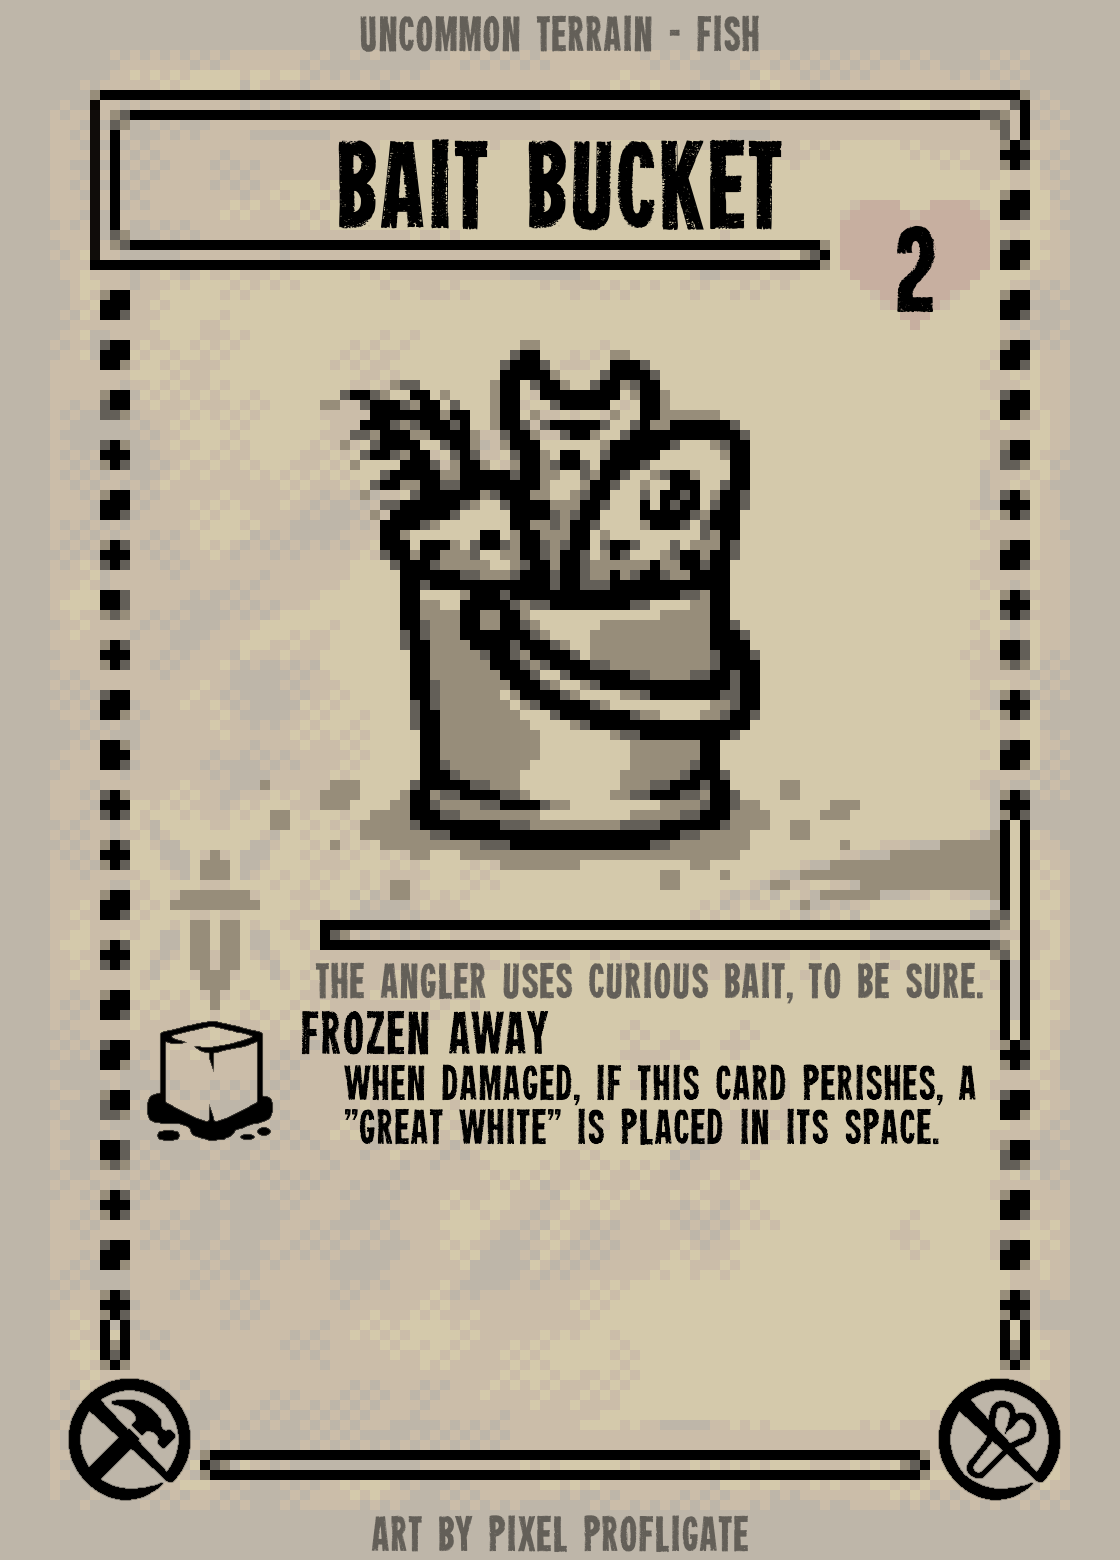 UNCOMMON TERRAIN - FISH
BAIT BUCKET
2
THE ANGLER USES CURIOUS BAIT, TO BE SURE.
FROZEN AWAY
WHEN DAMAGED, IF THIS CARD PERISHES, A
"GREAT WHITE" IS PLACED IN ITS SPACE.
ART BY PIXEL PROFLIGATE